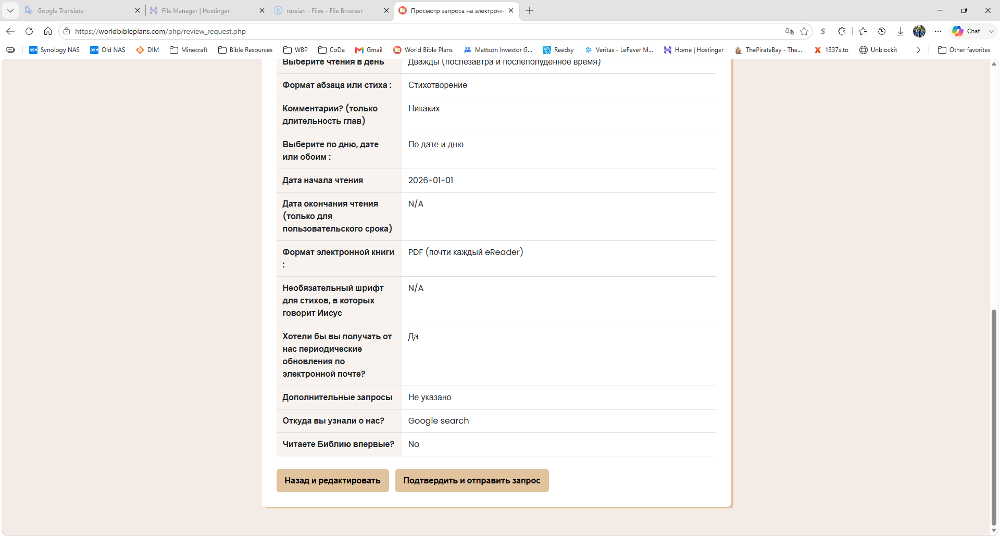 Google Translate
File Manager | Hostinger
russian - Files - File Browser
Просмотр запроса на электронн
https://worldbibleplans.com/php/review_request.php
Chat
Synology NAS
Old NAS
DIM
Minecraft
Bible Resources
WBP
CoDa
Gmail
World Bible Plans
Mattson Investor G...
Reedsy
Veritas - LeFever M...
Home | Hostinger
ThePirateBay - The...
1337x.to
Unblockit
Other favorites
Выберите чтения в день
Дважды (послезавтра и послеполуденное время)
Формат абзаца или стиха :
Стихотворение
Комментарии? (только
длительность глав)
Никаких
Выберите по дню, дате
или обоим :
По дате и дню
Дата начала чтения
2026-01-01
Дата окончания чтения
(только для
пользовательского срока)
N/A
Формат электронной книги
:
PDF (почти каждый eReader)
Необязательный шрифт
для стихов, в которых
говорит Иисус
N/A
Хотели бы вы получать от
нас периодические
обновления по
электронной почте?
Да
Дополнительные запросы
Не указано
Откуда вы узнали о нас?
Google search
Читаете Библию впервые?
No
Назад и редактировать
Подтвердить и отправить запрос